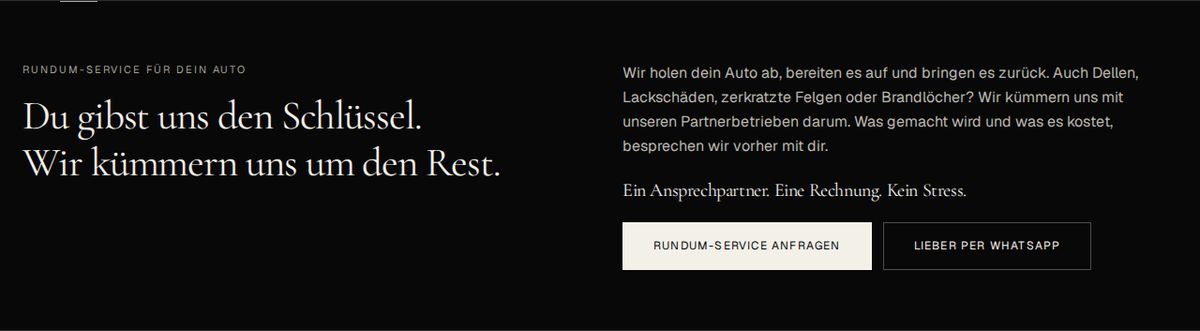 RUNDUM-SERVICE FÜR DEIN AUTO
Du gibst uns den Schlüssel.
Wir kümmern uns um den Rest.
Wir holen dein Auto ab, bereiten es auf und bringen es zurück. Auch Dellen,
Lackschäden, zerkratzte Felgen oder Brandlöcher? Wir kümmern uns mit
unseren Partnerbetrieben darum. Was gemacht wird und was es kostet,
besprechen wir vorher mit dir.
Ein Ansprechpartner. Eine Rechnung. Kein Stress.
RUNDUM-SERVICE ANFRAGEN
LIEBER PER WHATSAPP